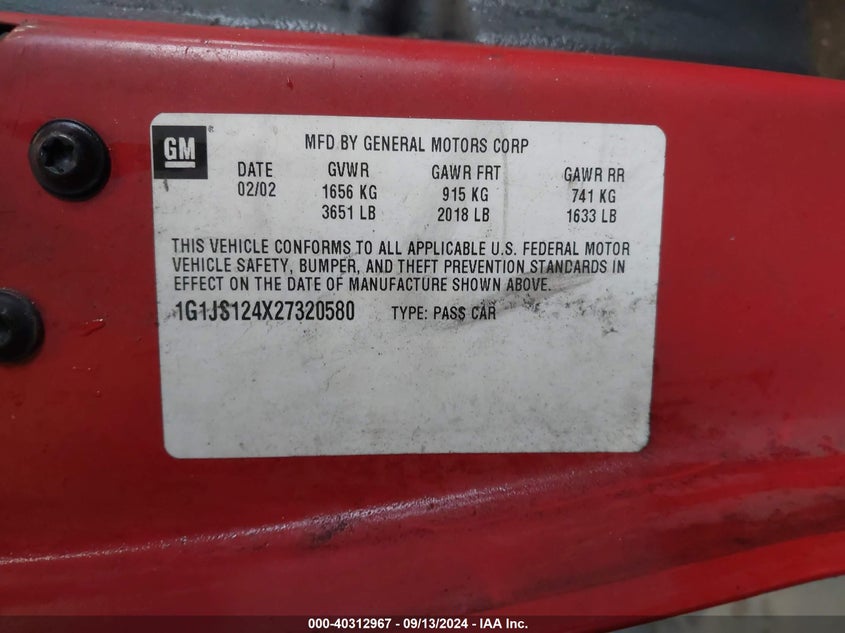 GM
MFD BY GENERAL MOTORS CORP
DATE GVWR GAWR FRT GAWR RR
02/02 1656 KG 915 KG 741 KG
3651 LB 2018 LB 1633 LB
THIS VEHICLE CONFORMS TO ALL APPLICABLE U.S. FEDERAL MOTOR
VEHICLE SAFETY, BUMPER, AND THEFT PREVENTION STANDARDS IN
EFFECT ON THE DATE OF MANUFACTURE SHOWN ABOVE.
1G1JS124X27320580 TYPE: PASS CAR
000-40312967 - 09/13/2024 - IAA Inc.